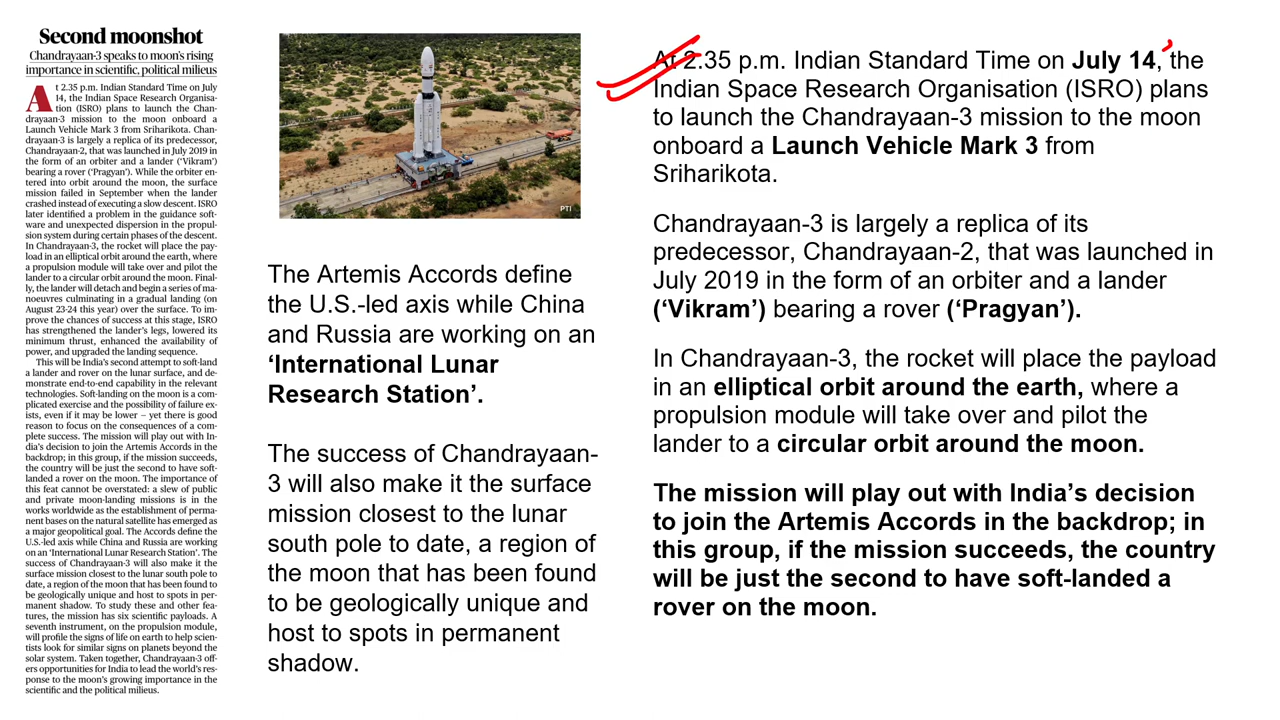 Second moonshot
Chandrayaan-3 speaks to moon's rising
importance in scientific, political milieus
At 2.35 p.m. Indian Standard Time on July
14, the Indian Space Research Organisa-
tion (ISRO) plans to launch the Chan-
drayaan-3 mission to the moon onboard a
Launch Vehicle Mark 3 from Sriharikota. Chan-
drayaan-3 is largely a replica of its predecessor,
Chandrayaan-2, that was launched in July 2019 in
the form of an orbiter and a lander ('Vikram')
bearing a rover ('Pragyan'). While the orbiter en-
tered into orbit around the moon, the surface
mission failed in September when the lander
crashed instead of executing a slow descent. ISRO
later identified a problem in the guidance soft-
ware and unexpected dispersion in the propul-
sion system during certain phases of the descent.
In Chandrayaan-3, the rocket will place the pay-
load in an elliptical orbit around the earth, where
a propulsion module will take over and pilot the
lander to a circular orbit around the moon. Final-
ly, the lander will detach and begin a series of ma-
noeuvres culminating in a gradual landing (on
August 23-24 this year) over the surface. To im-
prove the chances of success at this stage, ISRO
has strengthened the lander's legs, lowered its
minimum thrust, enhanced the availability of
power, and upgraded the landing sequence.
This will be India's second attempt to soft-land
a lander and rover on the lunar surface, and de-
monstrate end-to-end capability in the relevant
technologies. Soft-landing on the moon is a com-
plicated exercise and the possibility of failure ex-
ists, even if it may be lower — yet there is good
reason to focus on the consequences of a com-
plete success. The mission will play out with In-
dia's decision to join the Artemis Accords in the
backdrop; in this group, if the mission succeeds,
the country will be just the second to have soft-
landed a rover on the moon. The importance of
this feat cannot be overstated: a slew of public
and private moon-landing missions is in the
works worldwide as the establishment of perma-
nent bases on the natural satellite has emerged as
a major geopolitical goal. The Accords define the
U.S.-led axis while China and Russia are working
on an 'International Lunar Research Station'. The
success of Chandrayaan-3 will also make it the
surface mission closest to the lunar south pole to
date, a region of the moon that has been found to
be geologically unique and host to spots in per-
manent shadow. To study these and other fea-
tures, the mission has six scientific payloads. A
seventh instrument, on the propulsion module,
will profile the signs of life on earth to help scien-
tists look for similar signs on planets beyond the
solar system. Taken together, Chandrayaan-3 off-
ers opportunities for India to lead the world's res-
ponse to the moon's growing importance in the
scientific and the political milieus.
PTI
The Artemis Accords define
the U.S.-led axis while China
and Russia are working on an
‘International Lunar
Research Station’.
The success of Chandrayaan-
3 will also make it the surface
mission closest to the lunar
south pole to date, a region of
the moon that has been found
to be geologically unique and
host to spots in permanent
shadow.
At 2.35 p.m. Indian Standard Time on July 14, the
Indian Space Research Organisation (ISRO) plans
to launch the Chandrayaan-3 mission to the moon
onboard a Launch Vehicle Mark 3 from
Sriharikota.
Chandrayaan-3 is largely a replica of its
predecessor, Chandrayaan-2, that was launched in
July 2019 in the form of an orbiter and a lander
(‘Vikram’) bearing a rover (‘Pragyan’).
In Chandrayaan-3, the rocket will place the payload
in an elliptical orbit around the earth, where a
propulsion module will take over and pilot the
lander to a circular orbit around the moon.
The mission will play out with India’s decision
to join the Artemis Accords in the backdrop; in
this group, if the mission succeeds, the country
will be just the second to have soft-landed a
rover on the moon.